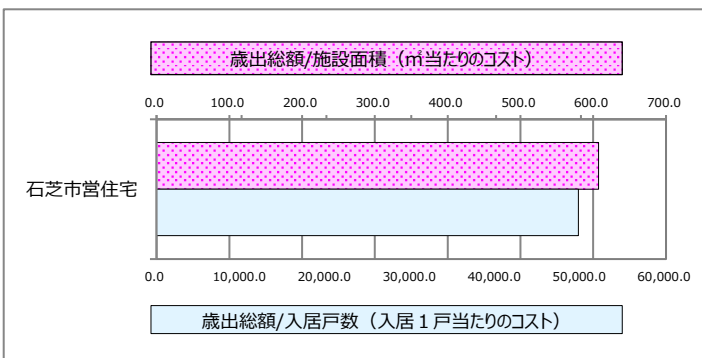 歳出総額/施設面積（㎡当たりのコスト）
0.0 100.0 200.0 300.0 400.0 500.0 600.0 700.0
石芝市営住宅
0.0 10,000.0 20,000.0 30,000.0 40,000.0 50,000.0 60,000.0
歳出総額/入居戸数（入居１戸当たりのコスト）